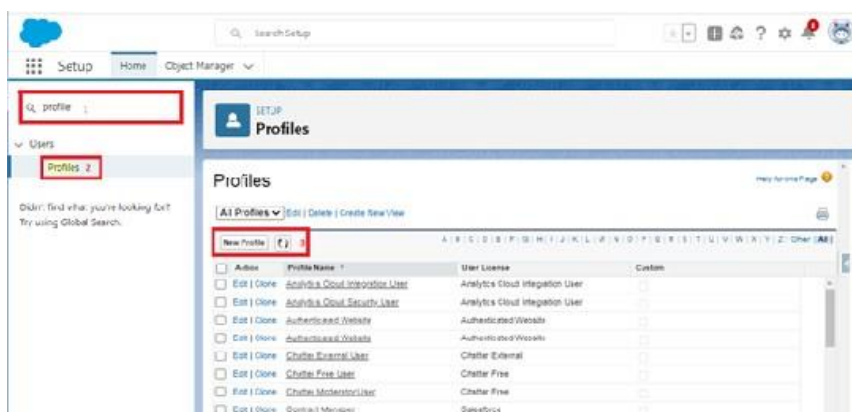 Search Setup
Setup Home Object Manager
profile 1
SETUP
Profiles
Users
Profiles 2
Didn't find what you're looking for?
Try using Global Search.
Profiles
Help for this Page
All Profiles Edit | Delete | Create New View
New Profile 3
A | B | C | D | E | F | G | H | I | J | K | L | M | N | O | P | Q | R | S | T | U | V | W | X | Y | Z | Other | All
Action Profile Name User License Custom
Edit | Clone Analytics Cloud Integration User Analytics Cloud Integration User
Edit | Clone Analytics Cloud Security User Analytics Cloud Integration User
Edit | Clone Authenticated Website Authenticated Website
Edit | Clone Authenticated Website Authenticated Website
Edit | Clone Chatter External User Chatter External
Edit | Clone Chatter Free User Chatter Free
Edit | Clone Chatter Moderator User Chatter Free
Edit | Clone Contract Manager Salesforce